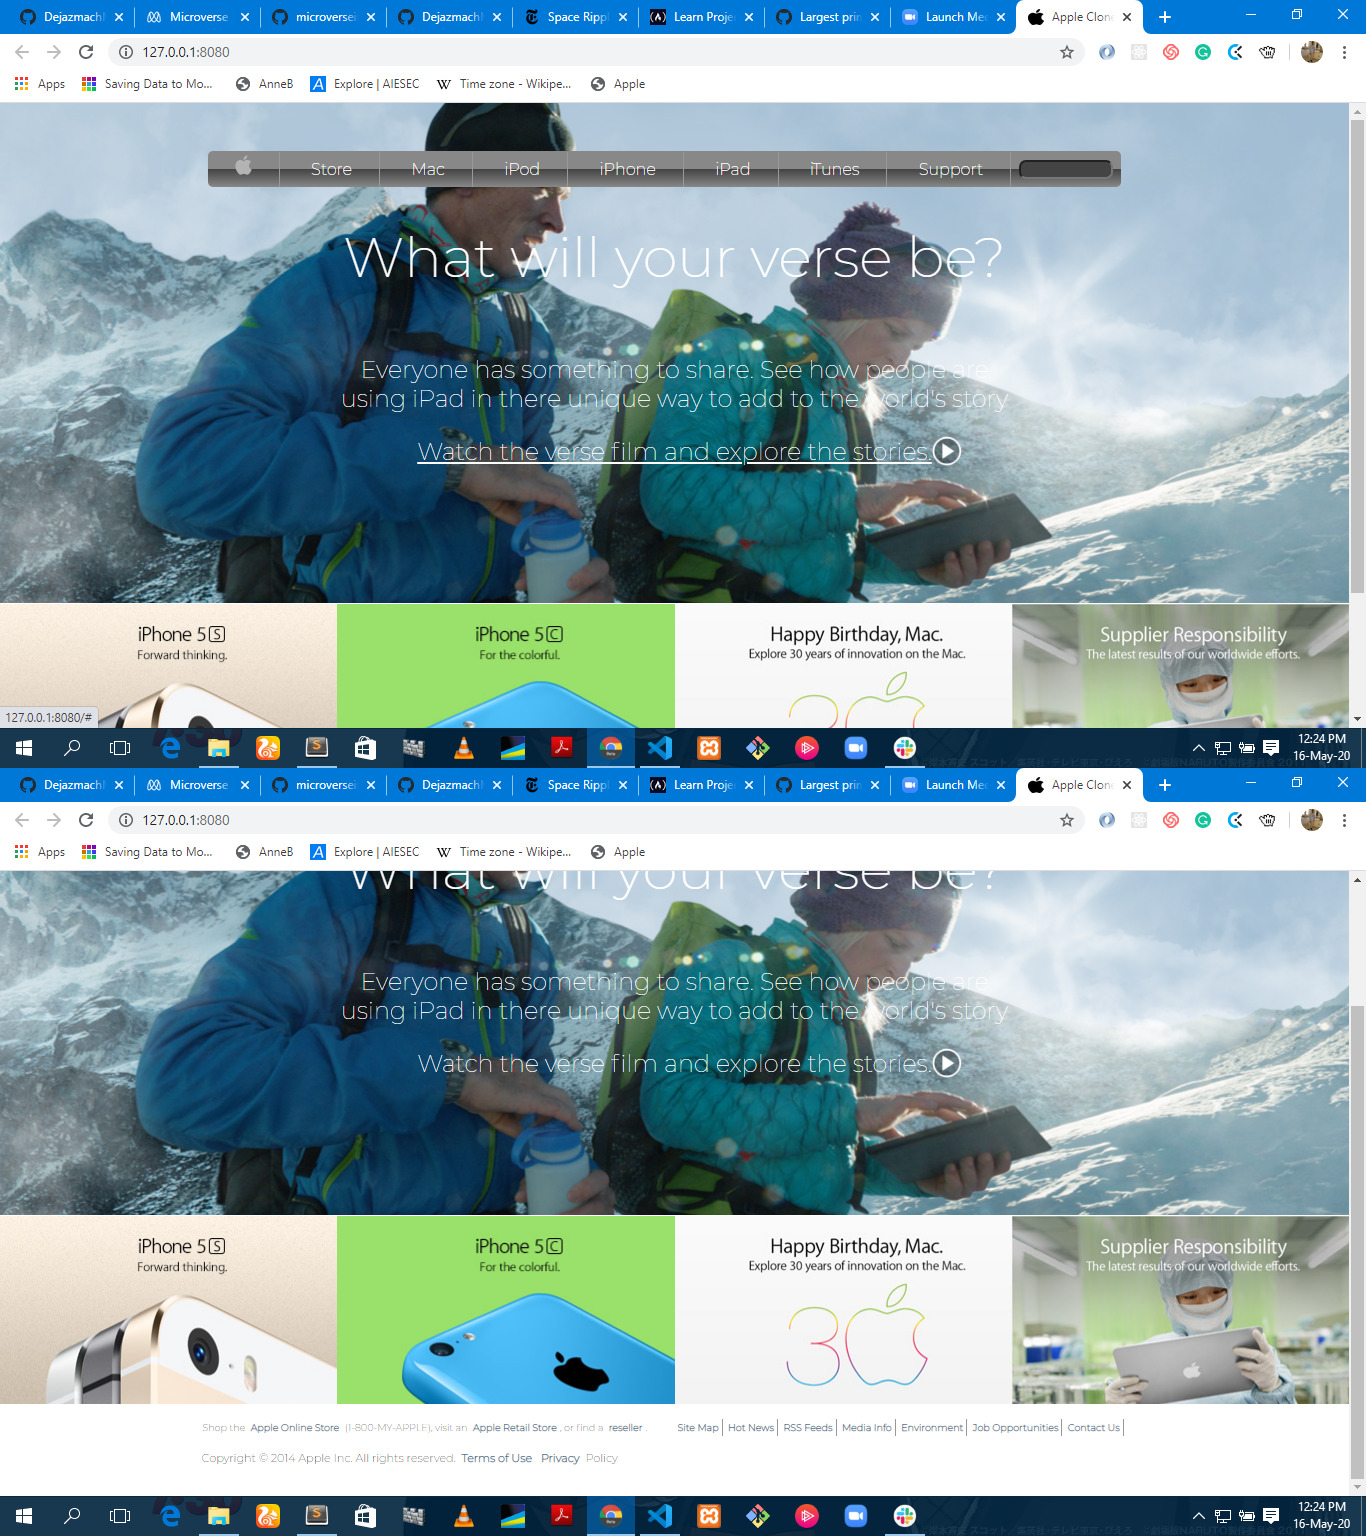 Dejazmach
Microverse
microversei
Dejazmach
Space Rippl
Learn Proje
Largest prim
Launch Mee
Apple Clone
127.0.0.1:8080
Apps
Saving Data to Mo...
AnneB
Explore | AIESEC
Time zone - Wikipe...
Apple
Store
Mac
iPod
iPhone
iPad
iTunes
Support
What will your verse be?
Everyone has something to share. See how people are
using iPad in there unique way to add to the world's story
Watch the verse film and explore the stories.
iPhone 5S
Forward thinking.
iPhone 5C
For the colorful.
Happy Birthday, Mac.
Explore 30 years of innovation on the Mac.
Supplier Responsibility
The latest results of our worldwide efforts.
127.0.0.1:8080/#
12:24 PM
16-May-20
Dejazmach
Microverse
microversei
Dejazmach
Space Rippl
Learn Proje
Largest prim
Launch Mee
Apple Clone
127.0.0.1:8080
Apps
Saving Data to Mo...
AnneB
Explore | AIESEC
Time zone - Wikipe...
Apple
What will your verse be?
Everyone has something to share. See how people are
using iPad in there unique way to add to the world's story
Watch the verse film and explore the stories.
iPhone 5S
Forward thinking.
iPhone 5C
For the colorful.
Happy Birthday, Mac.
Explore 30 years of innovation on the Mac.
30
Supplier Responsibility
The latest results of our worldwide efforts.
Shop the Apple Online Store (1-800-MY-APPLE), visit an Apple Retail Store, or find a reseller.
Site Map
Hot News
RSS Feeds
Media Info
Environment
Job Opportunities
Contact Us
Copyright © 2014 Apple Inc. All rights reserved. Terms of Use Privacy Policy
12:24 PM
16-May-20